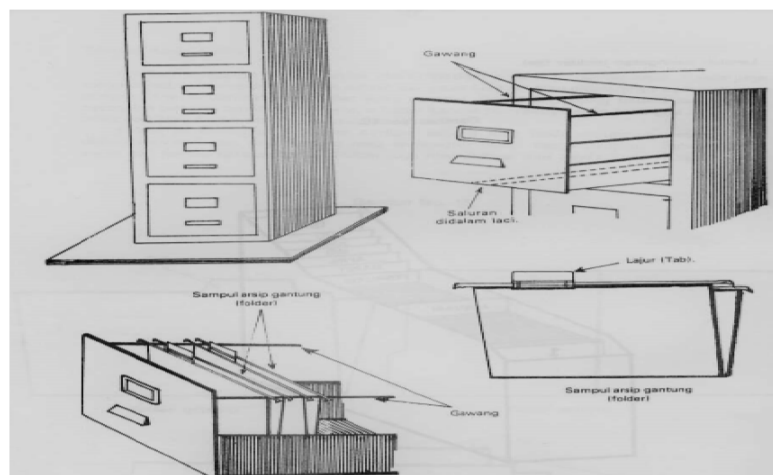 Gawang
Saluran
didalam laci.
Lajur (Tab).
Sampul arsip gantung
(folder)
Gawang
Sampul arsip gantung
(folder)